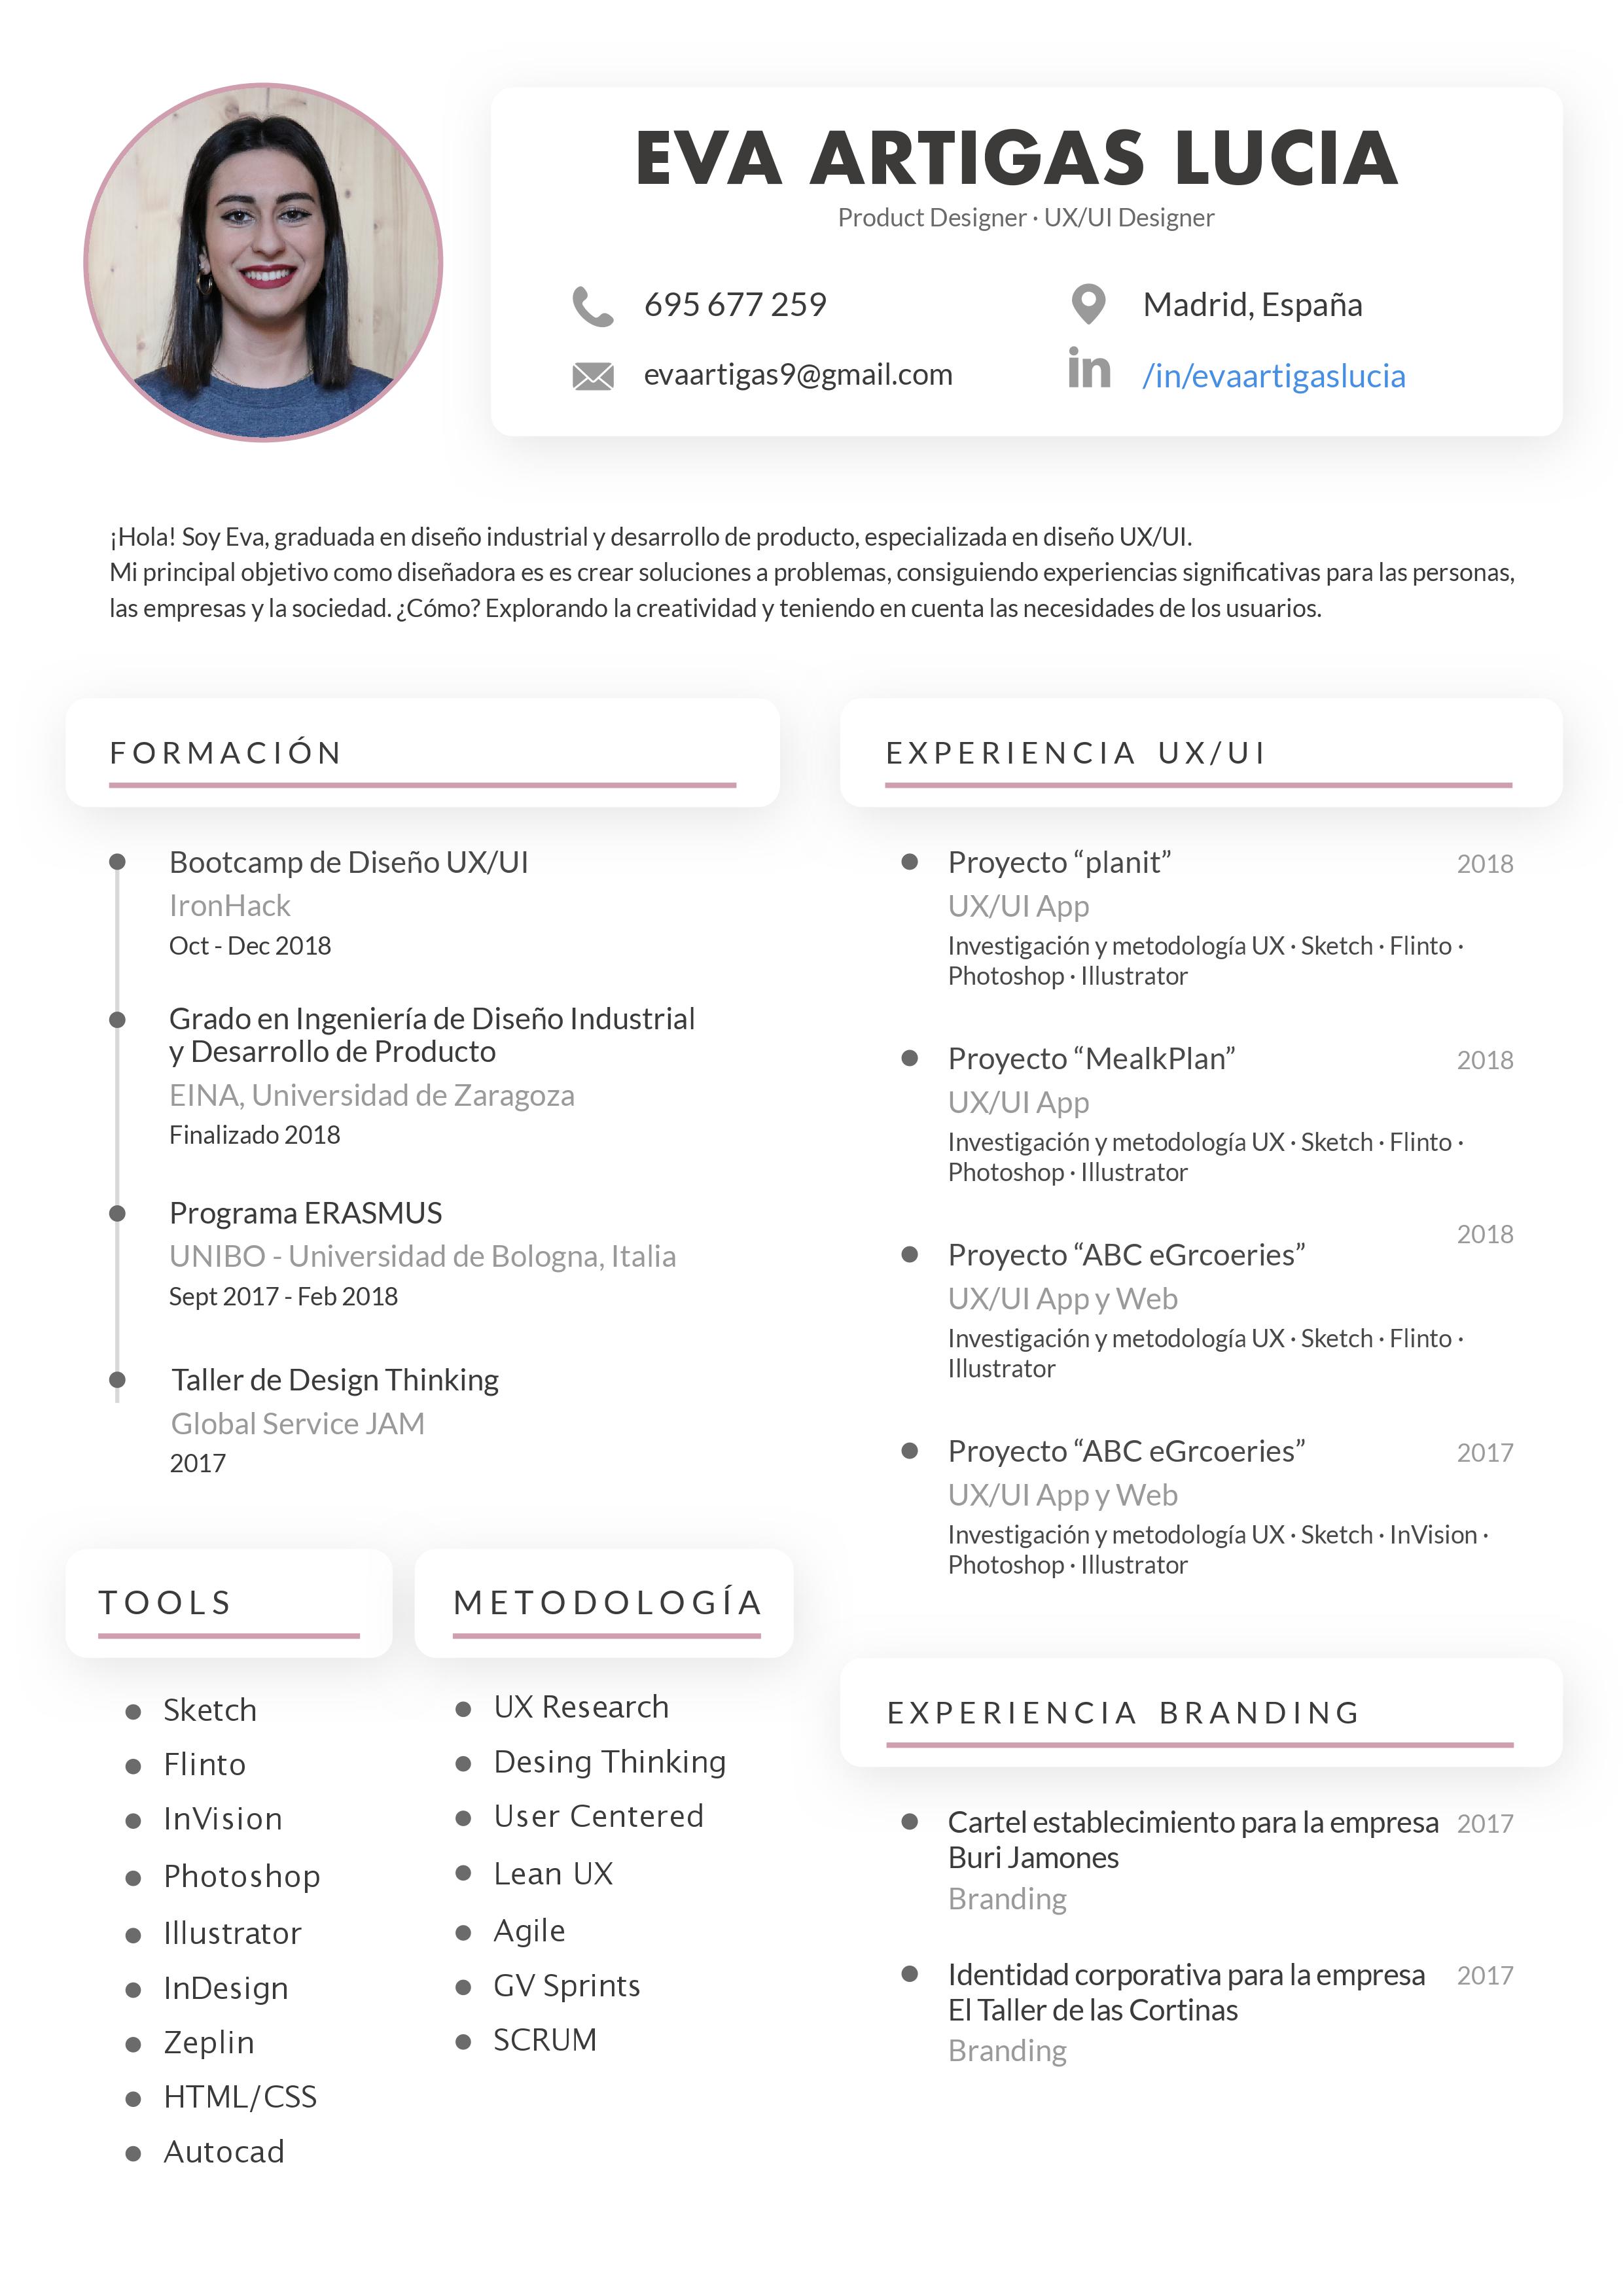 EVA ARTIGAS LUCIA
Product Designer · UX/UI Designer
695 677 259
Madrid, España
evaartigas9@gmail.com
in /in/evaartigaslucia
¡Hola! Soy Eva, graduada en diseño industrial y desarrollo de producto, especializada en diseño UX/UI.
Mi principal objetivo como diseñadora es es crear soluciones a problemas, consiguiendo experiencias significativas para las personas,
las empresas y la sociedad. ¿Cómo? Explorando la creatividad y teniendo en cuenta las necesidades de los usuarios.
FORMACIÓN
Bootcamp de Diseño UX/UI
IronHack
Oct - Dec 2018
Grado en Ingeniería de Diseño Industrial
y Desarrollo de Producto
EINA, Universidad de Zaragoza
Finalizado 2018
Programa ERASMUS
UNIBO - Universidad de Bologna, Italia
Sept 2017 - Feb 2018
Taller de Design Thinking
Global Service JAM
2017
TOOLS
Sketch
Flinto
InVision
Photoshop
Illustrator
InDesign
Zeplin
HTML/CSS
Autocad
METODOLOGÍA
UX Research
Desing Thinking
User Centered
Lean UX
Agile
GV Sprints
SCRUM
EXPERIENCIA UX/UI
Proyecto “planit” 2018
UX/UI App
Investigación y metodología UX · Sketch · Flinto ·
Photoshop · Illustrator
Proyecto “MealkPlan” 2018
UX/UI App
Investigación y metodología UX · Sketch · Flinto ·
Photoshop · Illustrator
Proyecto “ABC eGrcoeries” 2018
UX/UI App y Web
Investigación y metodología UX · Sketch · Flinto ·
Illustrator
Proyecto “ABC eGrcoeries” 2017
UX/UI App y Web
Investigación y metodología UX · Sketch · InVision ·
Photoshop · Illustrator
EXPERIENCIA BRANDING
Cartel establecimiento para la empresa 2017
Buri Jamones
Branding
Identidad corporativa para la empresa 2017
El Taller de las Cortinas
Branding